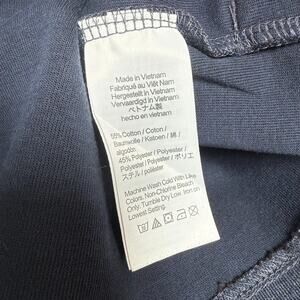 Made in Vietnam
Fabriqué au Viêt Nam
Hergestellt in Vietnam
Vervaardigd in Vietnam
ベトナム製
hecho en vietnam
55% Cotton / Coton /
Baumwolle / Katoen / 綿 /
algodón
45% Polyester / Polyester /
Polyester / Polyester / ポリエ
ステル / poliéster
Machine Wash Cold With Like
Colors. Non-Chlorine Bleach
Only. Tumble Dry Low. Iron on
Lowest Setting.